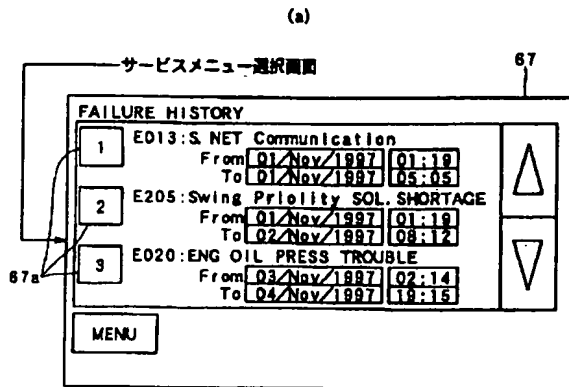 (a)
サービスメニュー選択画面
67
FAILURE HISTORY
1 E013:S. NET Communication
From 01/Nov/1997 01:19
To 01/Nov/1997 05:05
2 E205:Swing Priolity SOL. SHORTAGE
From 01/Nov/1997 01:19
To 02/Nov/1997 08:12
67a
3 E020:ENG OIL PRESS TROUBLE
From 03/Nov/1997 02:14
To 04/Nov/1997 19:15
MENU